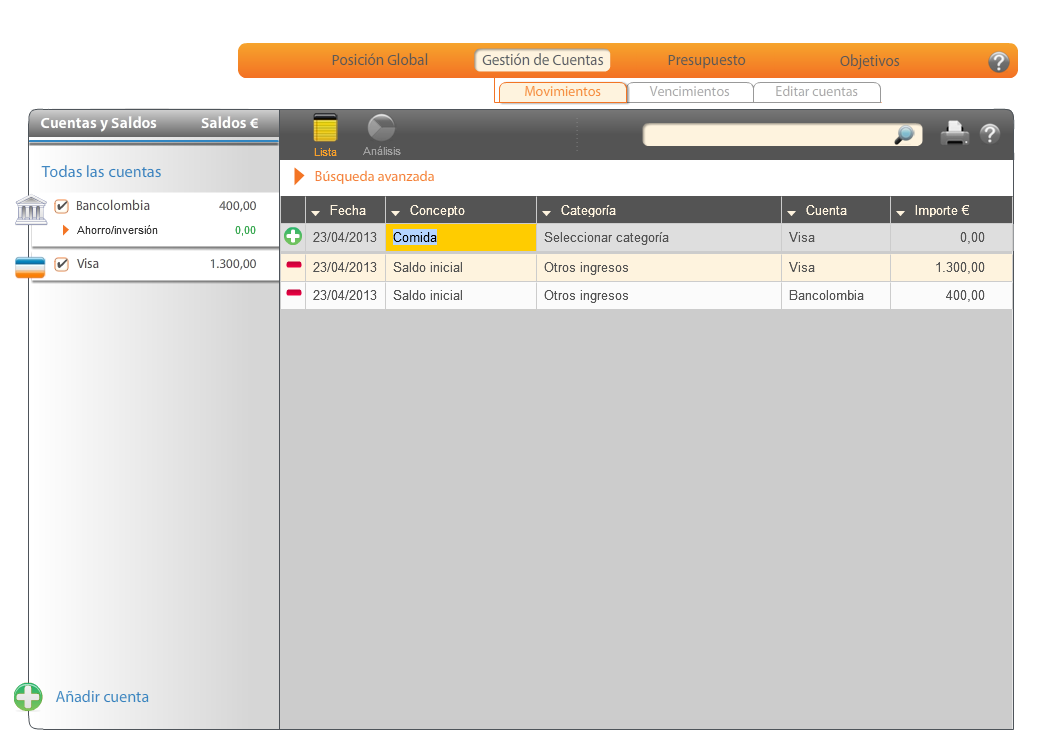 Posición Global Gestión de Cuentas Presupuesto Objetivos ?
Movimientos Vencimientos Editar cuentas
Cuentas y Saldos Saldos €
Lista Análisis ?
Todas las cuentas
Búsqueda avanzada
Bancolombia 400,00
Ahorro/inversión 0,00
Visa 1.300,00
Fecha Concepto Categoría Cuenta Importe €
23/04/2013 Comida Seleccionar categoría Visa 0,00
23/04/2013 Saldo inicial Otros ingresos Visa 1.300,00
23/04/2013 Saldo inicial Otros ingresos Bancolombia 400,00
Añadir cuenta